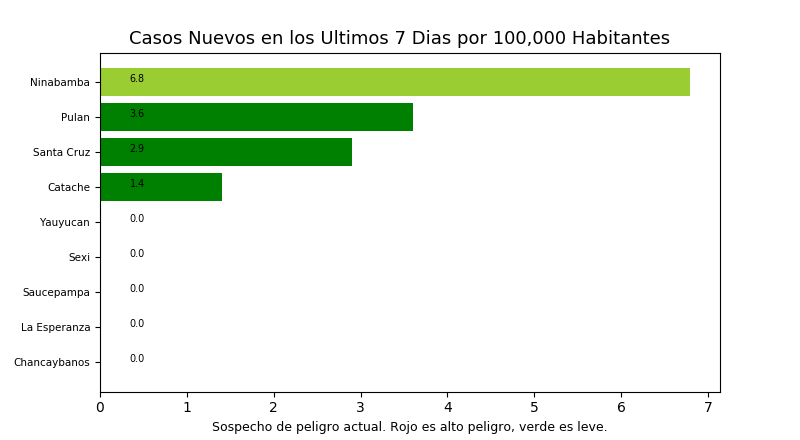 Casos Nuevos en los Ultimos 7 Dias por 100,000 Habitantes
Ninabamba 6.8
Pulan 3.6
Santa Cruz 2.9
Catache 1.4
Yauyucan 0.0
Sexi 0.0
Saucepampa 0.0
La Esperanza 0.0
Chancaybanos 0.0
0 1 2 3 4 5 6 7
Sospecho de peligro actual. Rojo es alto peligro, verde es leve.